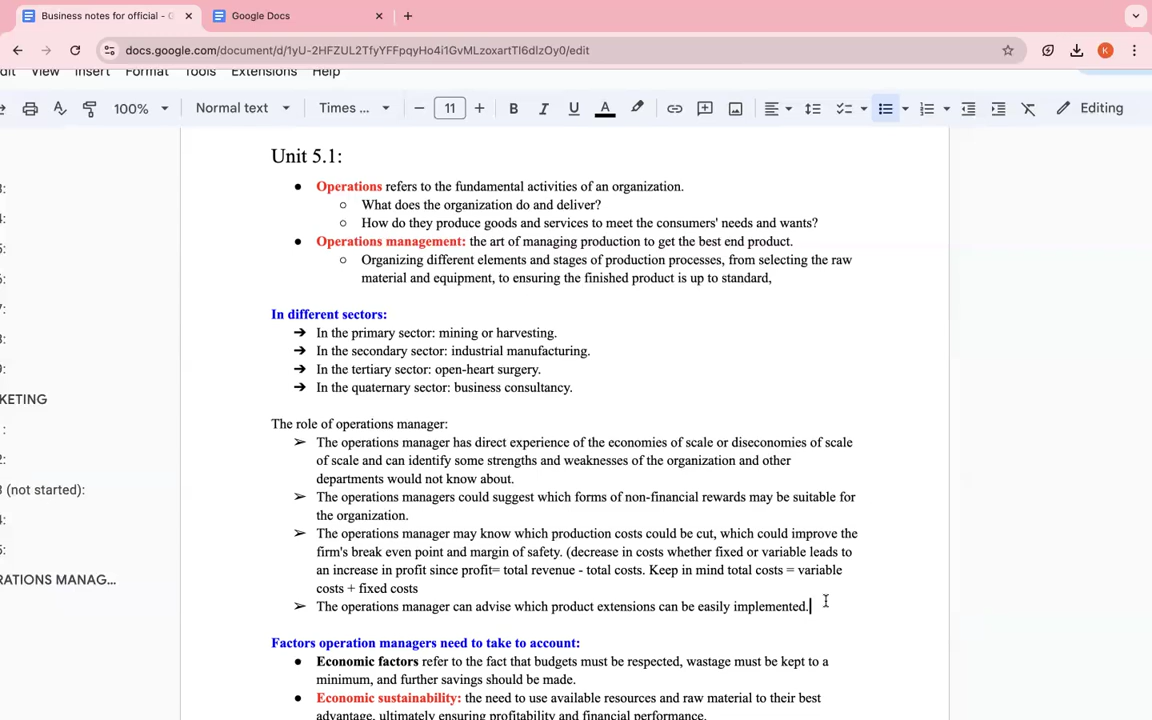 Business notes for official - G
Google Docs
docs.google.com/document/d/1yU-2HFZUL2TfyYFFpqyHo4i1GvMLzoxartTl6dlzOy0/edit
K
dit View Insert Format Tools Extensions Help
100% Normal text Times ... 11 B I U A Editing
Unit 5.1:
Operations refers to the fundamental activities of an organization.
What does the organization do and deliver?
How do they produce goods and services to meet the consumers' needs and wants?
Operations management: the art of managing production to get the best end product.
Organizing different elements and stages of production processes, from selecting the raw
material and equipment, to ensuring the finished product is up to standard,
In different sectors:
In the primary sector: mining or harvesting.
In the secondary sector: industrial manufacturing.
In the tertiary sector: open-heart surgery.
In the quaternary sector: business consultancy.
The role of operations manager:
The operations manager has direct experience of the economies of scale or diseconomies of scale
of scale and can identify some strengths and weaknesses of the organization and other
departments would not know about.
The operations managers could suggest which forms of non-financial rewards may be suitable for
the organization.
The operations manager may know which production costs could be cut, which could improve the
firm's break even point and margin of safety. (decrease in costs whether fixed or variable leads to
an increase in profit since profit= total revenue - total costs. Keep in mind total costs = variable
costs + fixed costs
The operations manager can advise which product extensions can be easily implemented.
Factors operation managers need to take to account:
Economic factors refer to the fact that budgets must be respected, wastage must be kept to a
minimum, and further savings should be made.
Economic sustainability: the need to use available resources and raw material to their best
advantage, ultimately ensuring profitability and financial performance.
3:
4:
5:
6:
7:
8:
9:
KETING
:
2:
3 (not started):
4:
5:
RATIONS MANAG...